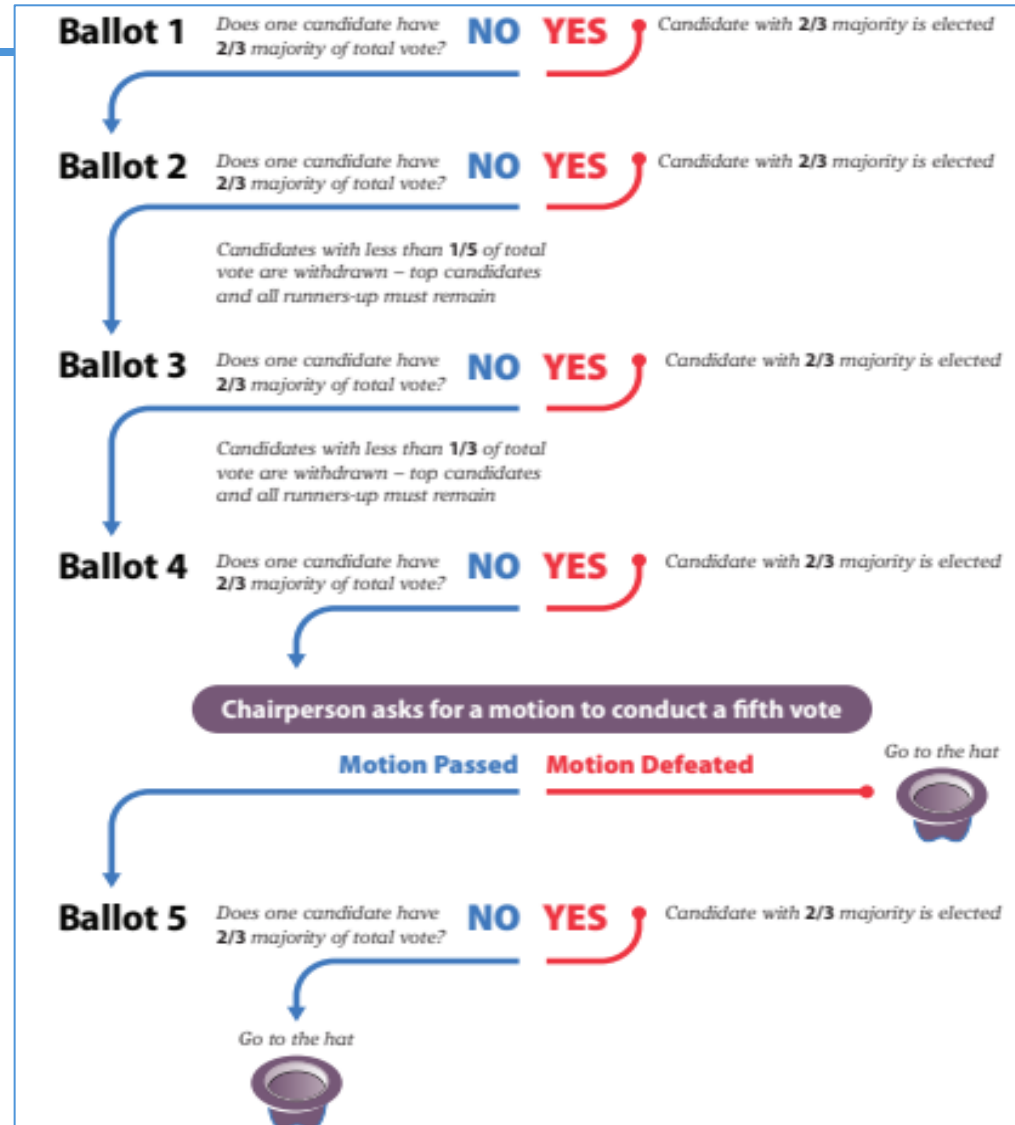 Ballot 1 Does one candidate have NO YES Candidate with 2/3 majority is elected
2/3 majority of total vote?
Ballot 2 Does one candidate have NO YES Candidate with 2/3 majority is elected
2/3 majority of total vote?
Candidates with less than 1/5 of total
vote are withdrawn – top candidates
and all runners-up must remain
Ballot 3 Does one candidate have NO YES Candidate with 2/3 majority is elected
2/3 majority of total vote?
Candidates with less than 1/3 of total
vote are withdrawn – top candidates
and all runners-up must remain
Ballot 4 Does one candidate have NO YES Candidate with 2/3 majority is elected
2/3 majority of total vote?
Chairperson asks for a motion to conduct a fifth vote
Go to the hat
Motion Passed Motion Defeated
Ballot 5 Does one candidate have NO YES Candidate with 2/3 majority is elected
2/3 majority of total vote?
Go to the hat